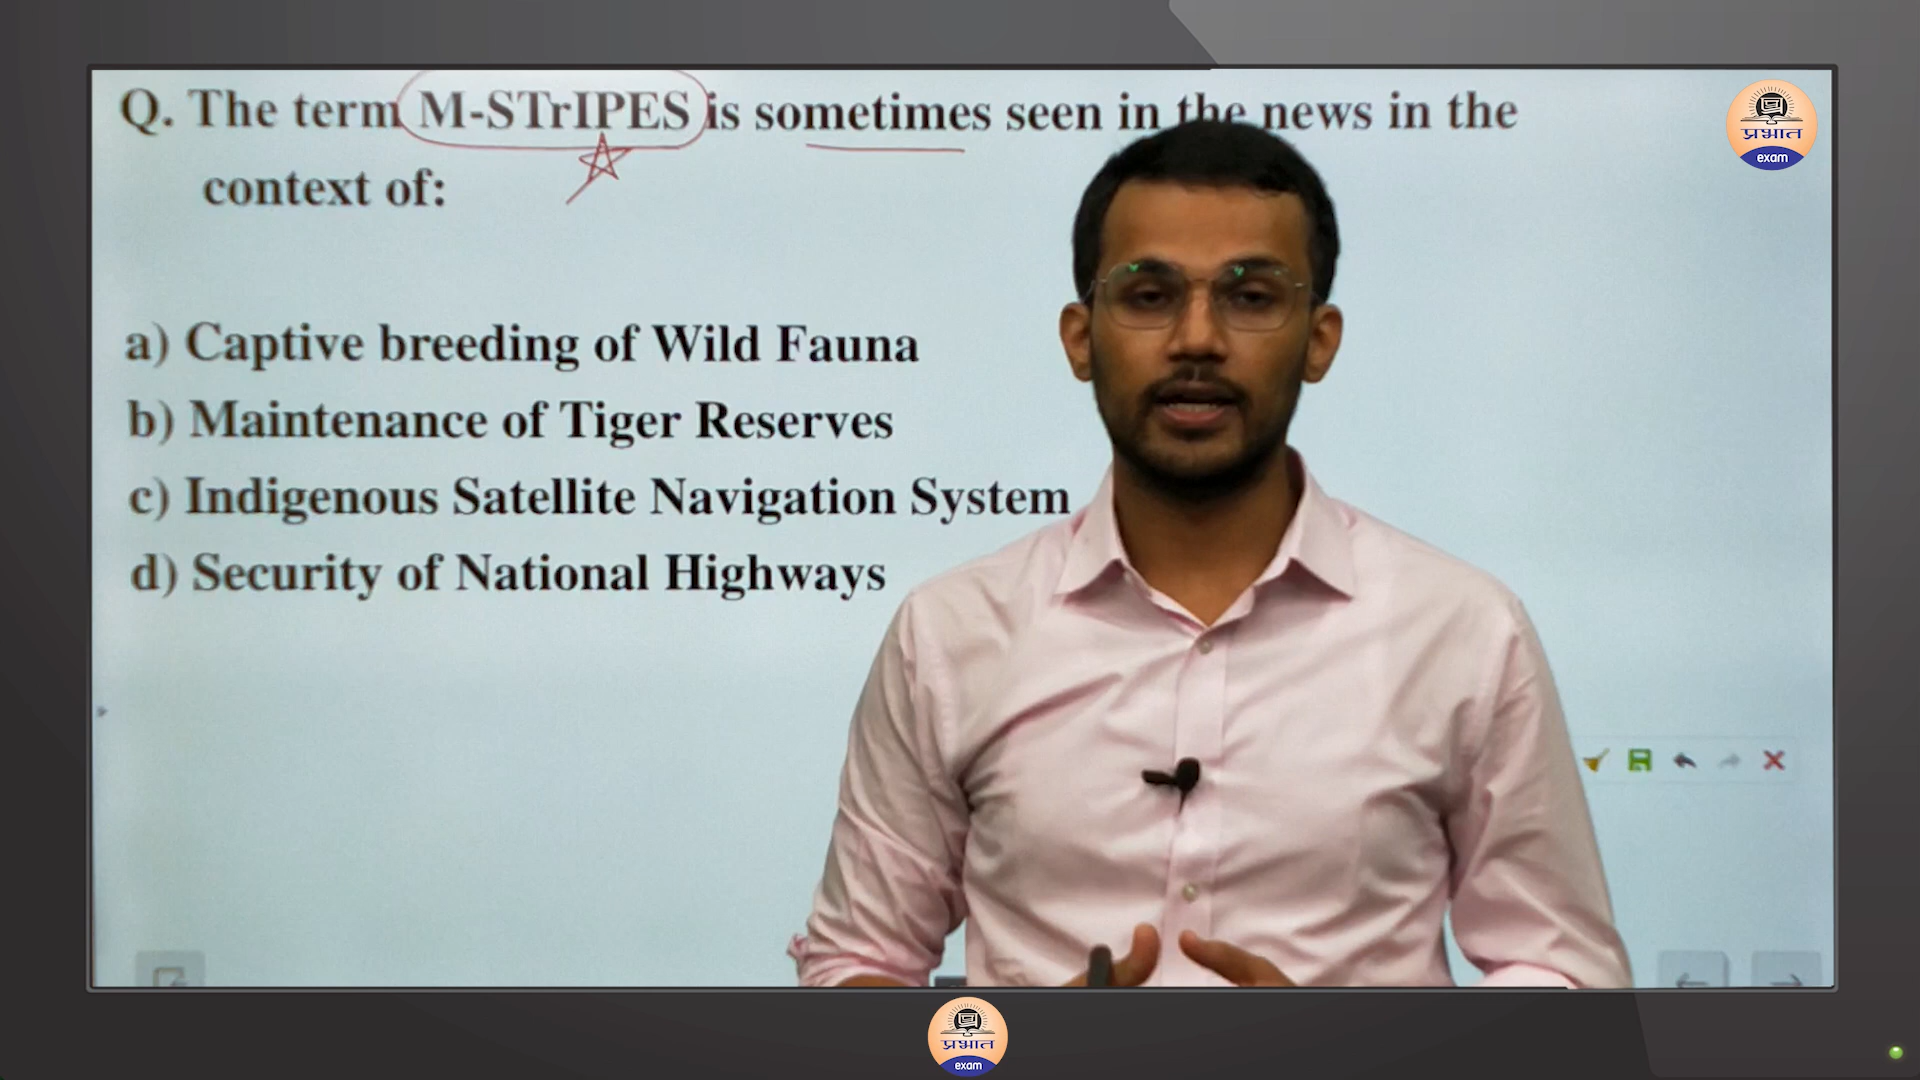 Q. The term M-STrIPES is sometimes seen in the news in the
context of:
a) Captive breeding of Wild Fauna
b) Maintenance of Tiger Reserves
c) Indigenous Satellite Navigation System
d) Security of National Highways
प्रभात
exam
प्रभात
exam